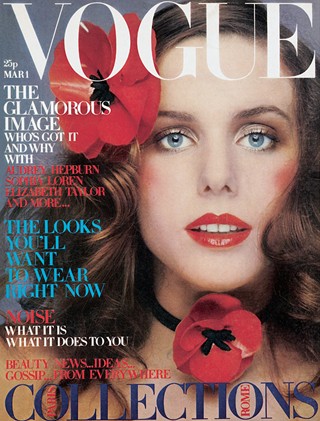 VOGUE
25p
MAR 1
THE
GLAMOROUS
IMAGE
WHO'S GOT IT
AND WHY
WITH
AUDREY HEPBURN
SOPHIA LOREN
ELIZABETH TAYLOR
AND MORE...
THE LOOKS
YOU'LL
WANT
TO WEAR
RIGHT NOW
NOISE
WHAT IT IS
WHAT IT DOES TO YOU
BEAUTY NEWS...IDEAS...
GOSSIP...FROM EVERYWHERE
COLLECTIONS
PARIS
ROME